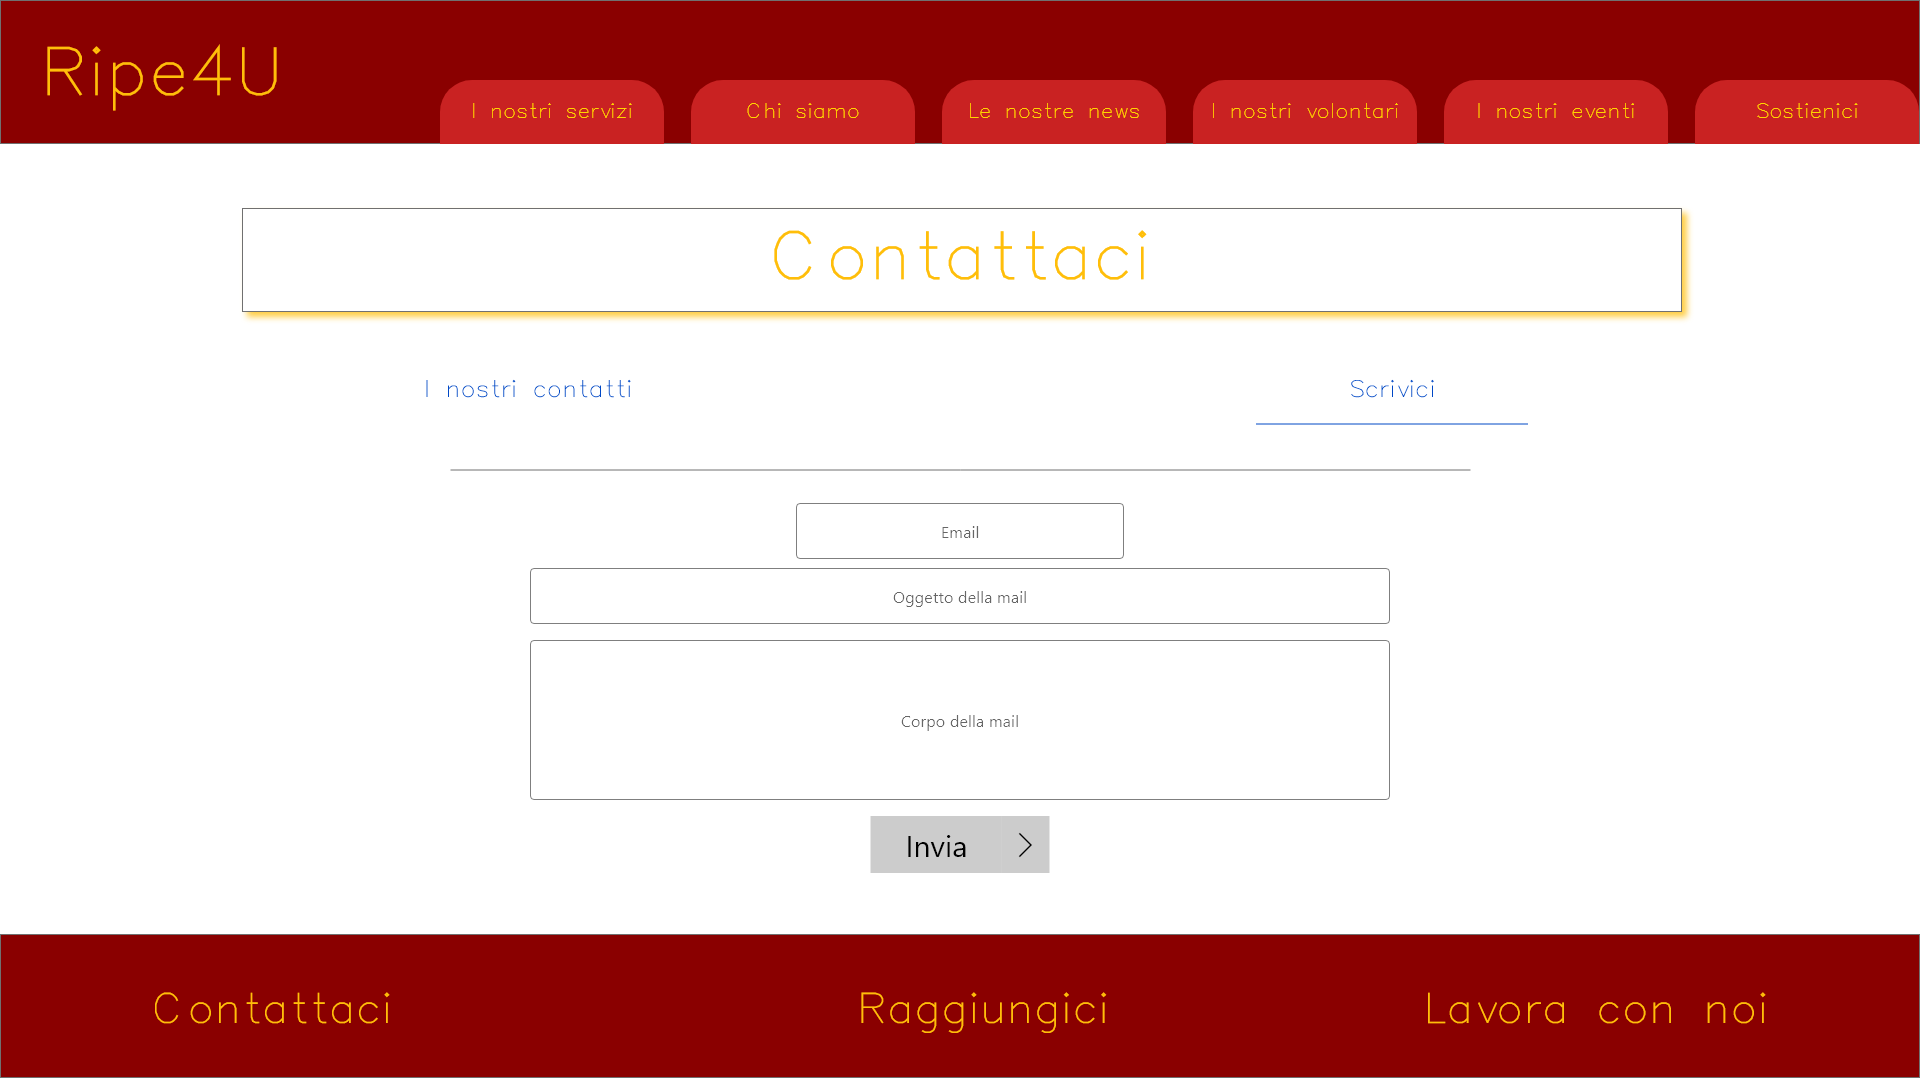 Ripe4U
I nostri servizi
Chi siamo
Le nostre news
I nostri volontari
I nostri eventi
Sostienici
Contattaci
I nostri contatti
Scrivici
Email
Oggetto della mail
Corpo della mail
Invia
Contattaci
Raggiungici
Lavora con noi